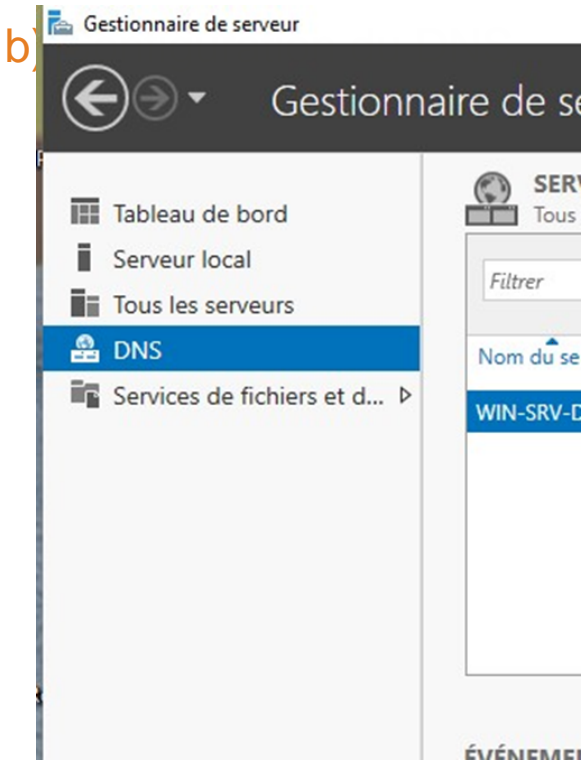 Gestionnaire de serveur
b)
Gestionnaire de se
SERV
Tableau de bord
Tous
Serveur local
Filtrer
Tous les serveurs
DNS
Nom du se
Services de fichiers et d...
WIN-SRV-D
ÉVÉNEME